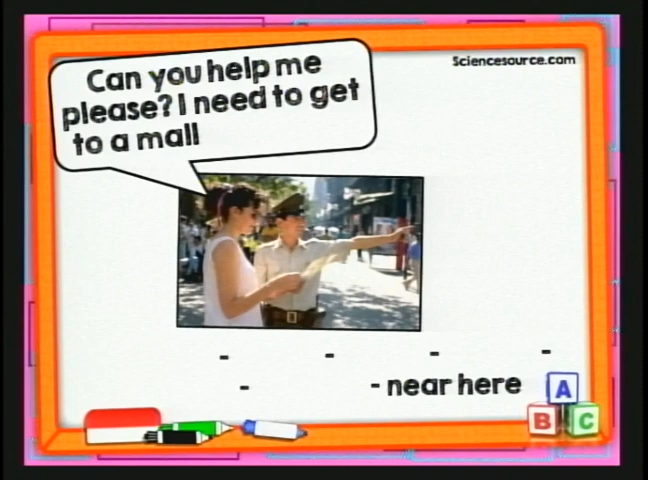 Sciencesource.com
Can you help me
please? I need to get
to a mall
- - - -
- - near here
A
B C